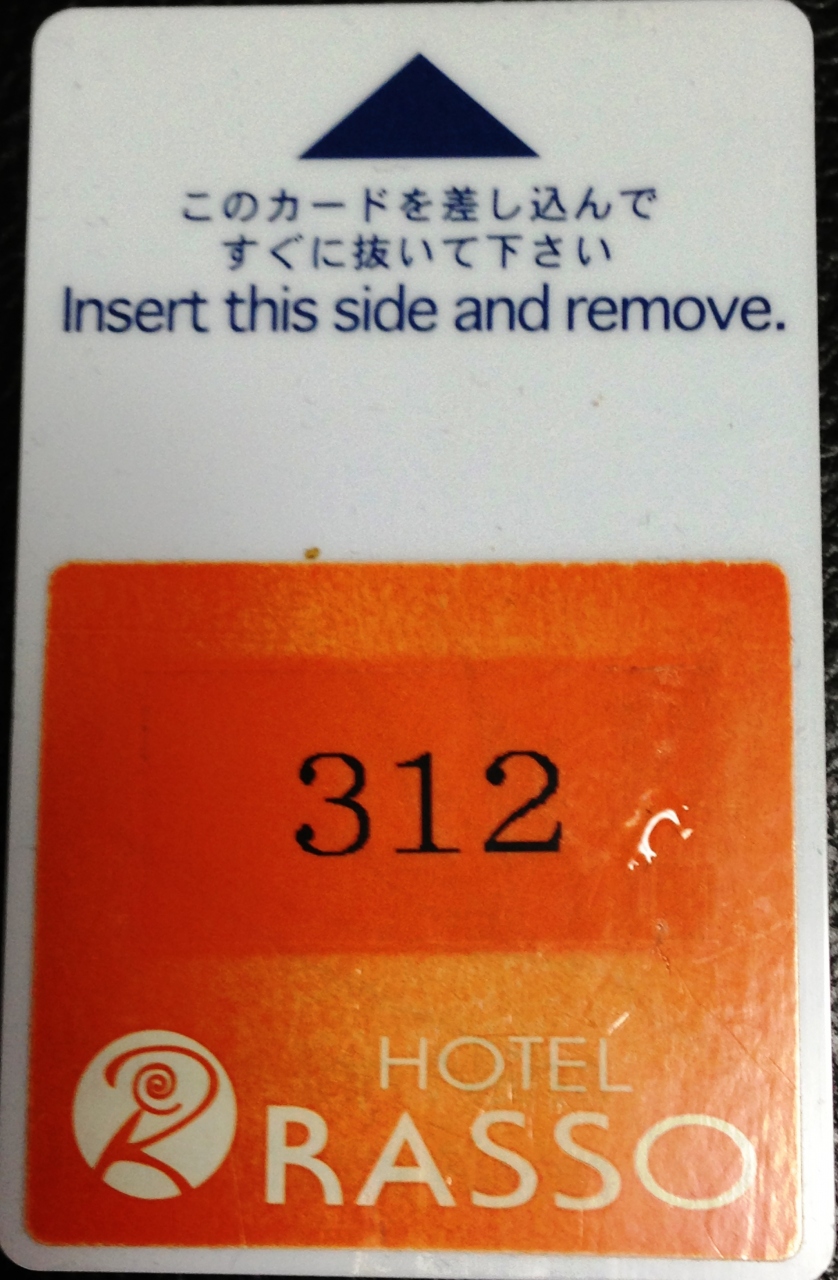 このカードを差し込んで
すぐに抜いて下さい
Insert this side and remove.
312
HOTEL
RASSO